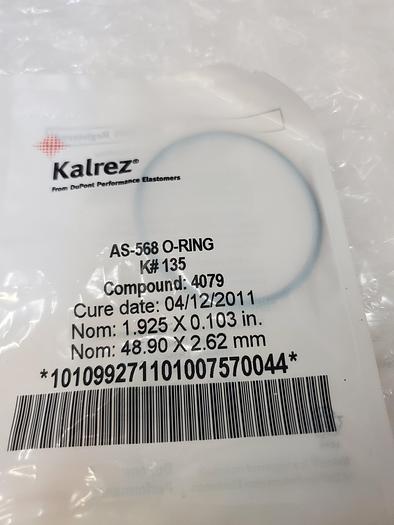 Kalrez®
From DuPont Performance Elastomers
AS-568 O-RING
K# 135
Compound: 4079
Cure date: 04/12/2011
Nom: 1.925 X 0.103 in.
Nom: 48.90 X 2.62 mm
*101099271101007570044*